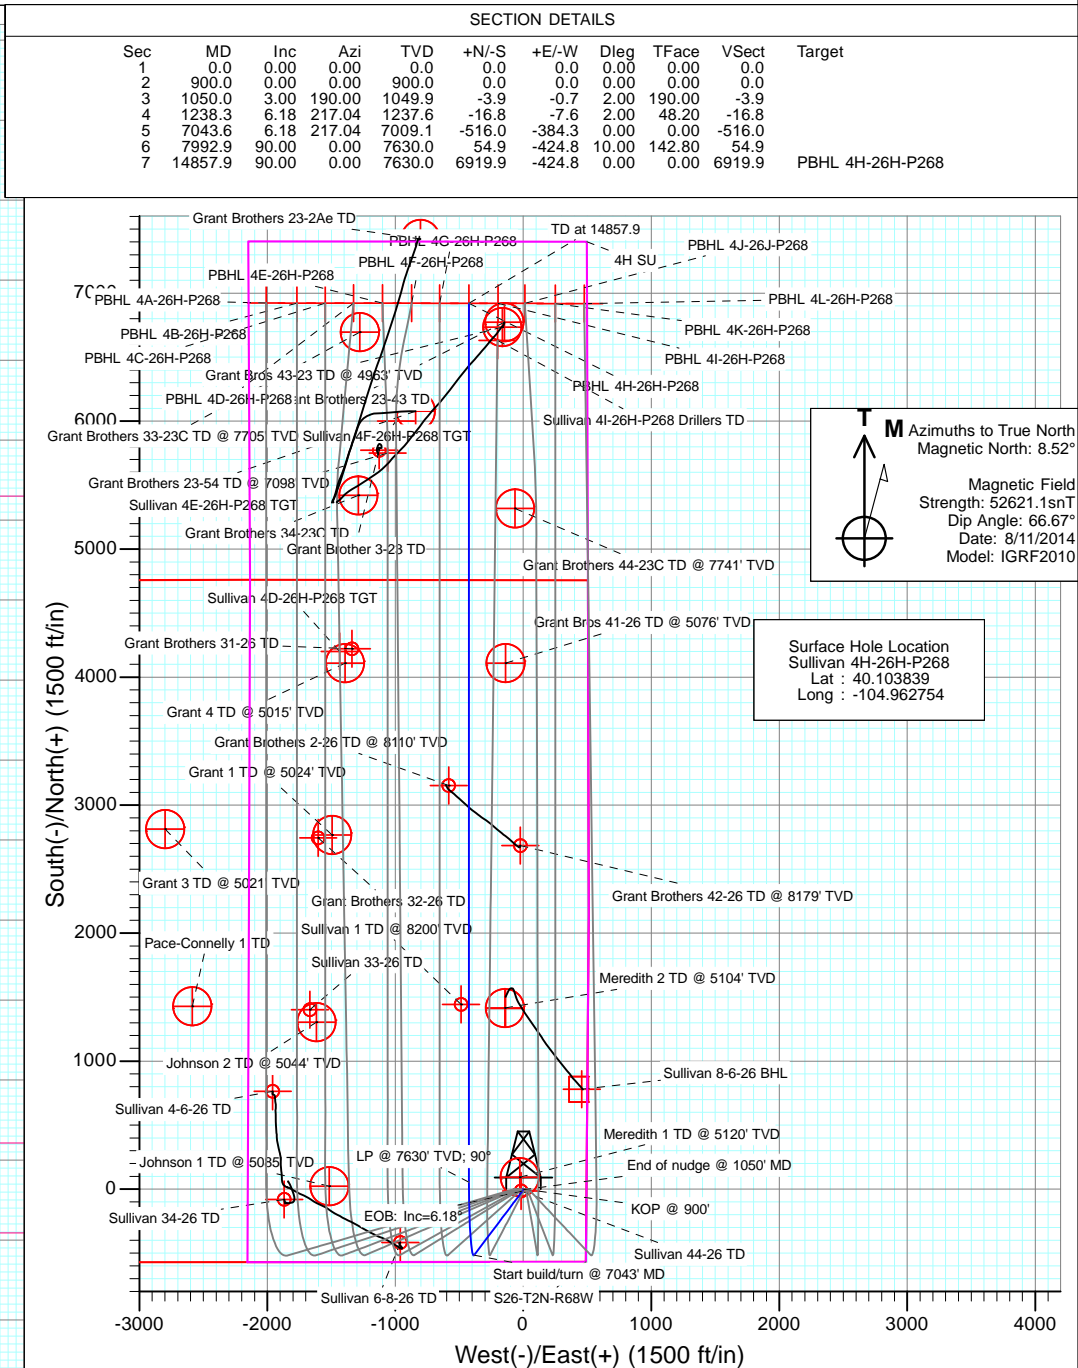 SECTION DETAILS
Sec MD Inc Azi TVD +N/-S +E/-W Dleg TFace VSect Target
1 0.0 0.00 0.00 0.0 0.0 0.0 0.00 0.00 0.0
2 900.0 0.00 0.00 900.0 0.0 0.0 0.00 0.00 0.0
3 1050.0 3.00 190.00 1049.9 -3.9 -0.7 2.00 190.00 -3.9
4 1238.3 6.18 217.04 1237.6 -16.8 -7.6 2.00 48.20 -16.8
5 7043.6 6.18 217.04 7009.1 -516.0 -384.3 0.00 0.00 -516.0
6 7992.9 90.00 0.00 7630.0 54.9 -424.8 10.00 142.80 54.9
7 14857.9 90.00 0.00 7630.0 6919.9 -424.8 0.00 0.00 6919.9 PBHL 4H-26H-P268
Grant Brothers 23-2Ae TD
TD at 14857.9
PBHL 4G-26H-P268
PBHL 4J-26J-P268
4H SU
PBHL 4F-26H-P268
PBHL 4E-26H-P268
7000
PBHL 4A-26H-P268
PBHL 4L-26H-P268
PBHL 4B-26H-P268
PBHL 4K-26H-P268
PBHL 4C-26H-P268
PBHL 4I-26H-P268
Grant Bros 43-23 TD @ 4963' TVD
PBHL 4H-26H-P268
PBHL 4D-26H-P268
Brothers 23-43 TD
6000
Sullivan 4I-26H-P268 Drillers TD
Grant Brothers 33-23C TD @ 7705' TVD
Sullivan 4F-26H-P268 TGT
Grant Brothers 23-54 TD @ 7098' TVD
Sullivan 4E-26H-P268 TGT
Grant Brothers 34-23C TD
Grant Brother 3-23 TD
5000
Grant Brothers 44-23C TD @ 7741' TVD
Sullivan 4D-26H-P268 TGT
Grant Bros 41-26 TD @ 5076' TVD
Grant Brothers 31-26 TD
4000
Grant 4 TD @ 5015' TVD
Grant Brothers 2-26 TD @ 8110' TVD
Grant 1 TD @ 5024' TVD
3000
Grant 3 TD @ 5021' TVD
Grant Brothers 32-26 TD
Grant Brothers 42-26 TD @ 8179' TVD
2000
Sullivan 1 TD @ 8200' TVD
Pace-Connelly 1 TD
Sullivan 33-26 TD
Meredith 2 TD @ 5104' TVD
1000
Johnson 2 TD @ 5044' TVD
Sullivan 8-6-26 BHL
Sullivan 4-6-26 TD
Meredith 1 TD @ 5120' TVD
Johnson 1 TD @ 5035' TVD
LP @ 7630' TVD; 90°
End of nudge @ 1050' MD
0
KOP @ 900'
Sullivan 34-26 TD
EOB: Inc=6.18°
Sullivan 44-26 TD
Start build/turn @ 7043' MD
Sullivan 6-8-26 TD
S26-T2N-R68W
-3000 -2000 -1000 0 1000 2000 3000 4000
West(-)/East(+) (1500 ft/in)
South(-)/North(+) (1500 ft/in)
T
M
Azimuths to True North
Magnetic North: 8.52°
Magnetic Field
Strength: 52621.1snT
Dip Angle: 66.67°
Date: 8/11/2014
Model: IGRF2010
Surface Hole Location
Sullivan 4H-26H-P268
Lat : 40.103839
Long : -104.962754